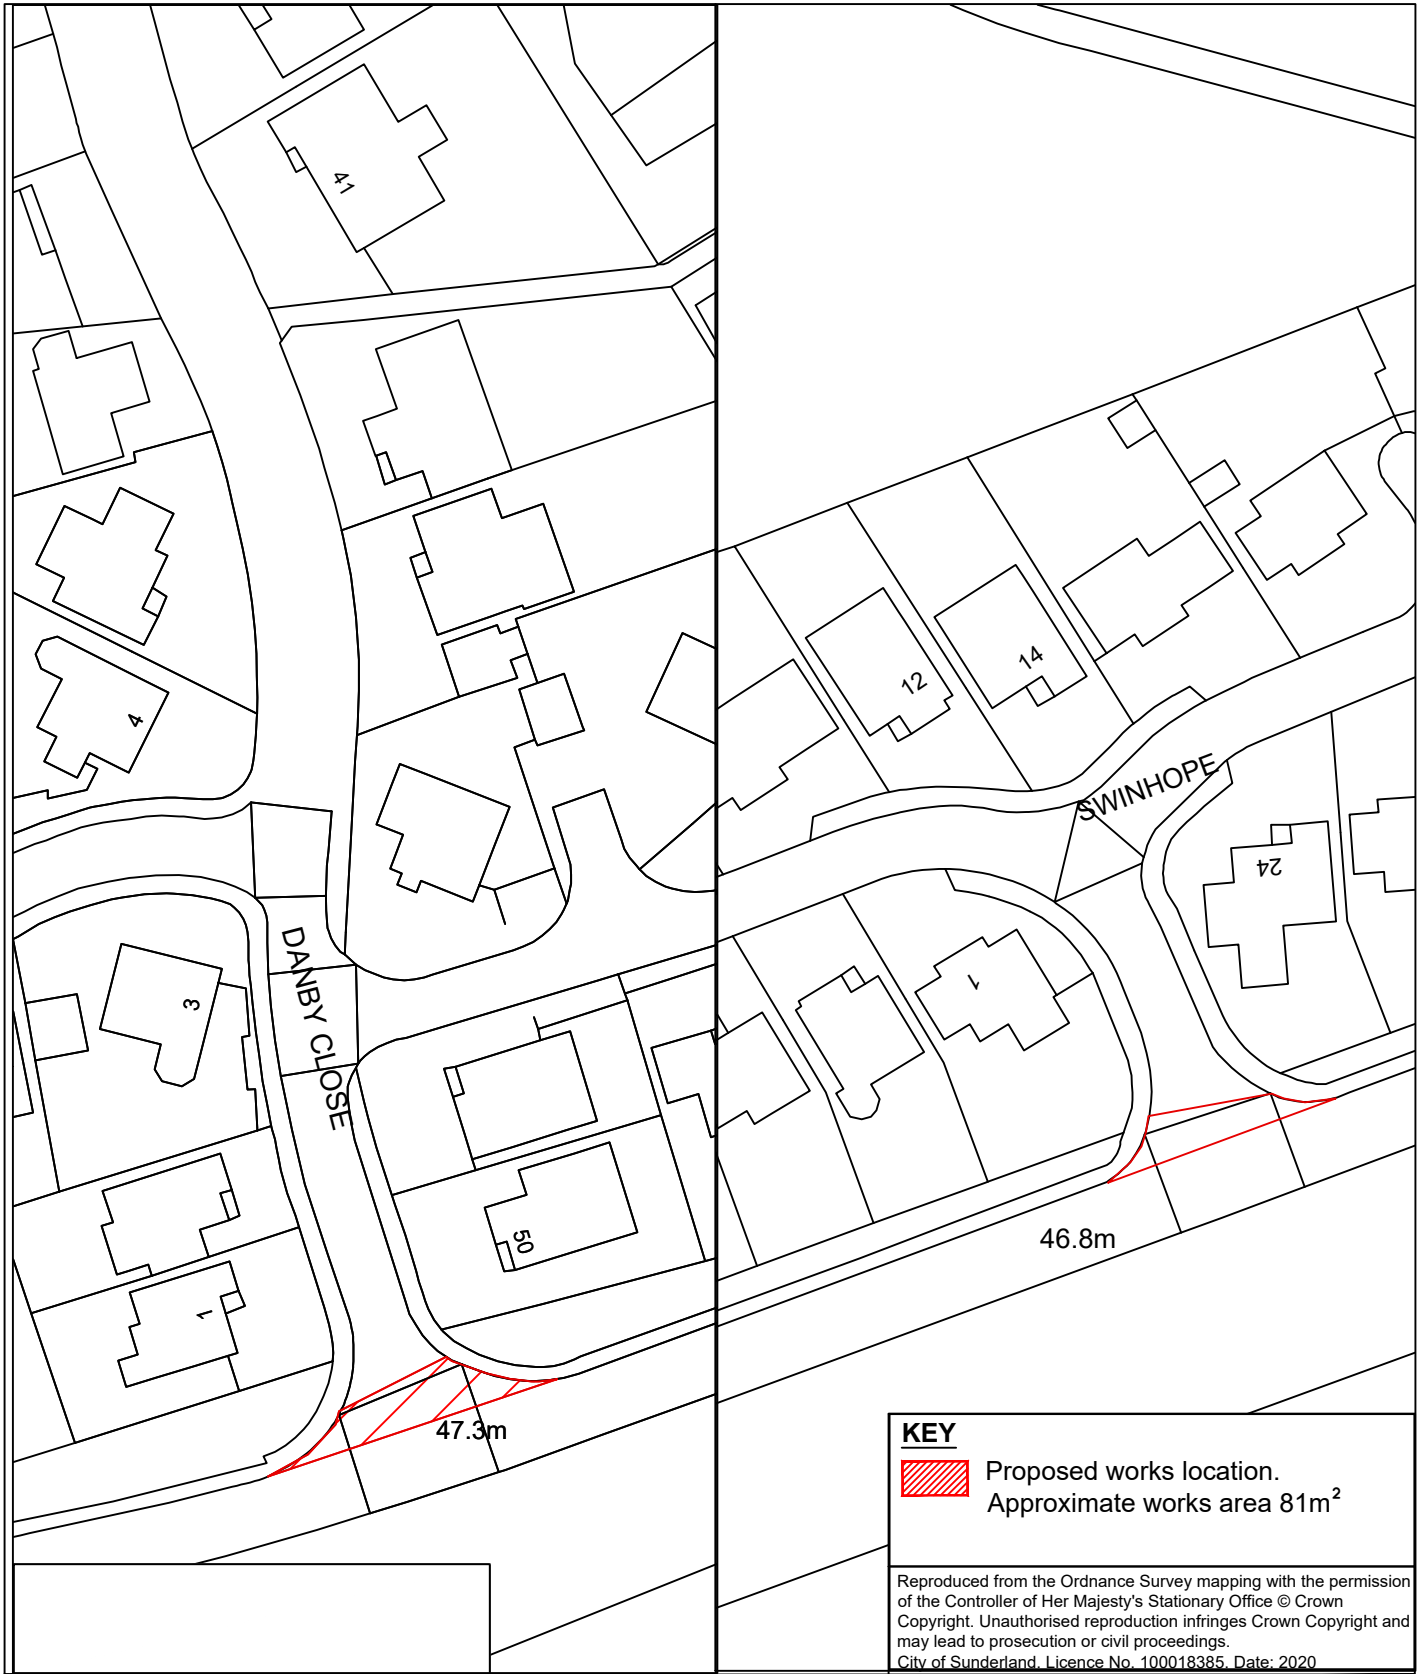 41
4
3
DANBY CLOSE
1
50
47.3m
12
14
SWINHOPE
24
1
46.8m
KEY
Proposed works location.
Approximate works area 81m²
Reproduced from the Ordnance Survey mapping with the permission
of the Controller of Her Majesty's Stationary Office © Crown
Copyright. Unauthorised reproduction infringes Crown Copyright and
may lead to prosecution or civil proceedings.
City of Sunderland. Licence No. 100018385. Date: 2020